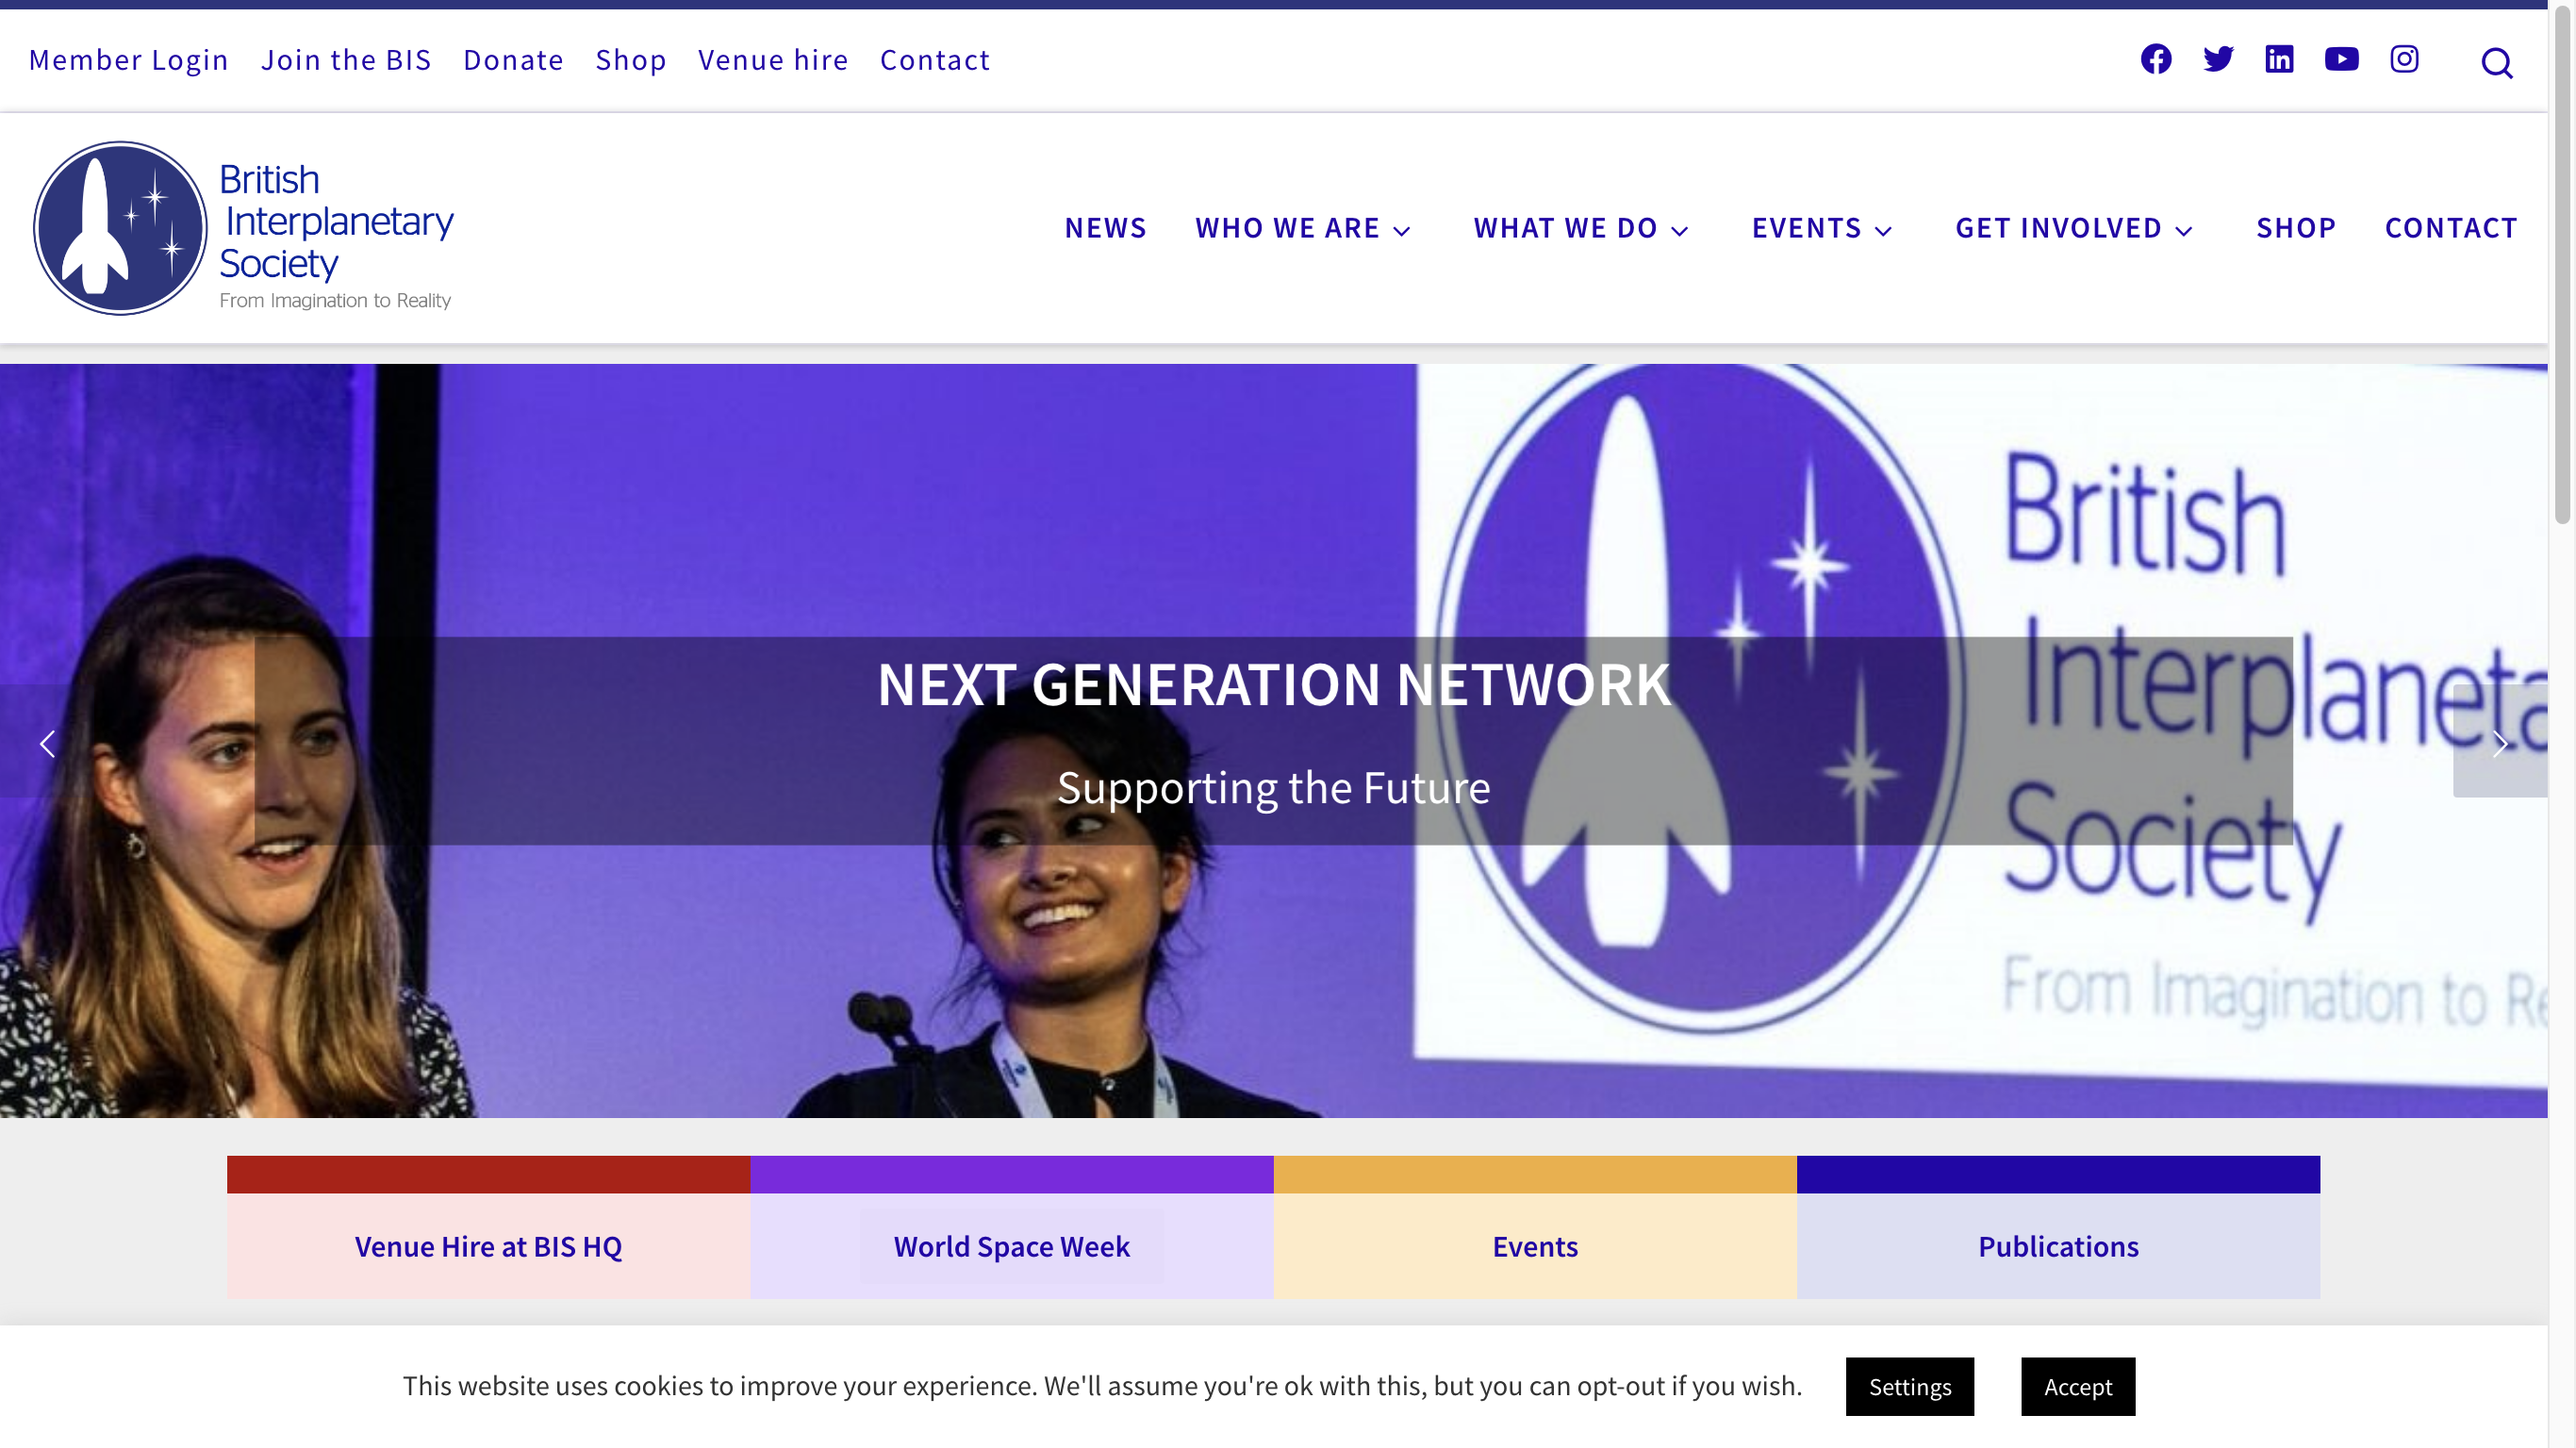 Member Login Join the BIS Donate Shop Venue hire Contact
British
Interplanetary
Society
From Imagination to Reality
NEWS WHO WE ARE WHAT WE DO EVENTS GET INVOLVED SHOP CONTACT
British
Interplaneta
Society
From Imagination to Re
NEXT GENERATION NETWORK
Supporting the Future
Venue Hire at BIS HQ World Space Week Events Publications
This website uses cookies to improve your experience. We'll assume you're ok with this, but you can opt-out if you wish. Settings Accept